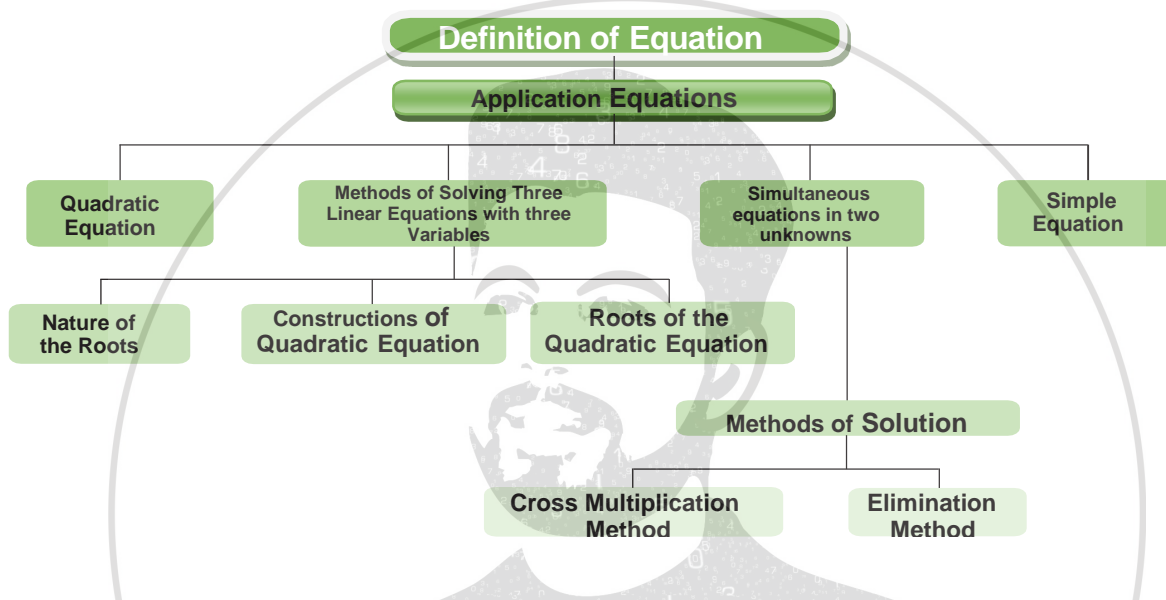 Definition of Equation
Application Equations
Quadratic
Equation
Methods of Solving Three
Linear Equations with three
Variables
Simultaneous
equations in two
unknowns
Simple
Equation
Nature of
the Roots
Constructions of
Quadratic Equation
Roots of the
Quadratic Equation
Methods of Solution
Cross Multiplication
Method
Elimination
Method